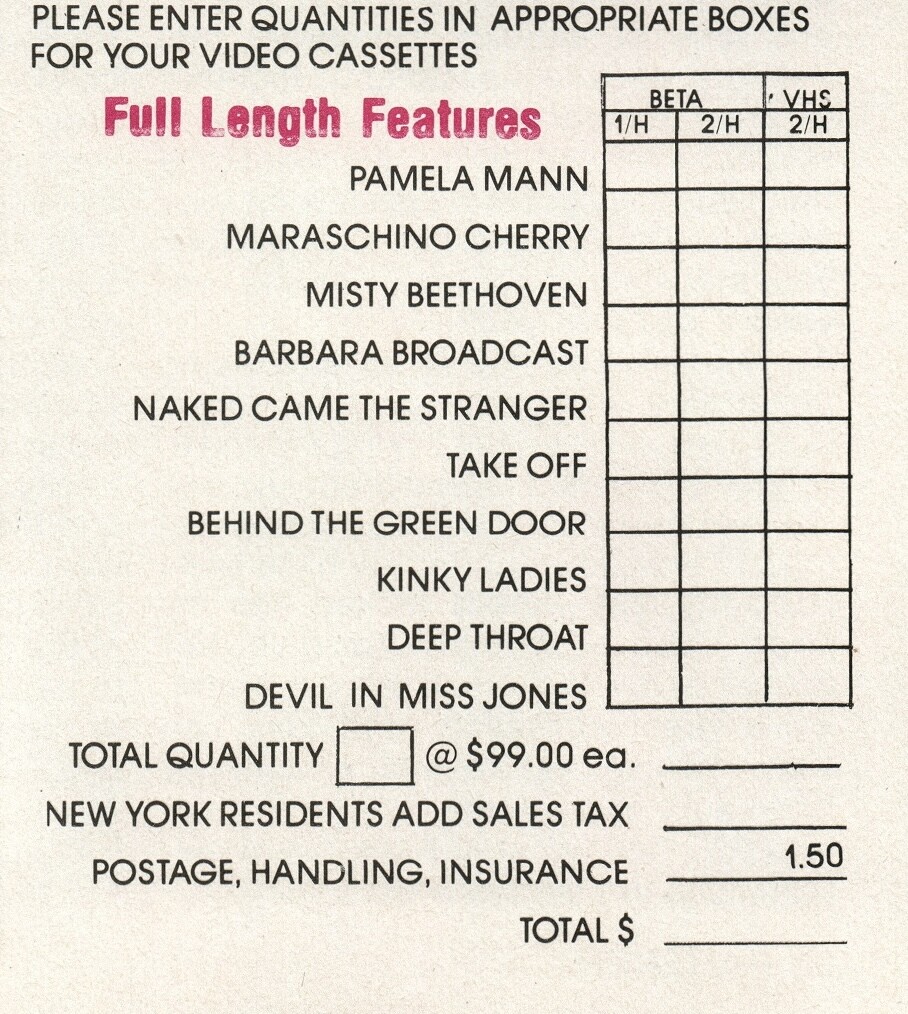 PLEASE ENTER QUANTITIES IN APPROPRIATE BOXES
FOR YOUR VIDEO CASSETTES
Full Length Features
BETA VHS
1/H 2/H 2/H
PAMELA MANN
MARASCHINO CHERRY
MISTY BEETHOVEN
BARBARA BROADCAST
NAKED CAME THE STRANGER
TAKE OFF
BEHIND THE GREEN DOOR
KINKY LADIES
DEEP THROAT
DEVIL IN MISS JONES
TOTAL QUANTITY @ $99.00 ea.
NEW YORK RESIDENTS ADD SALES TAX
POSTAGE, HANDLING, INSURANCE 1.50
TOTAL $